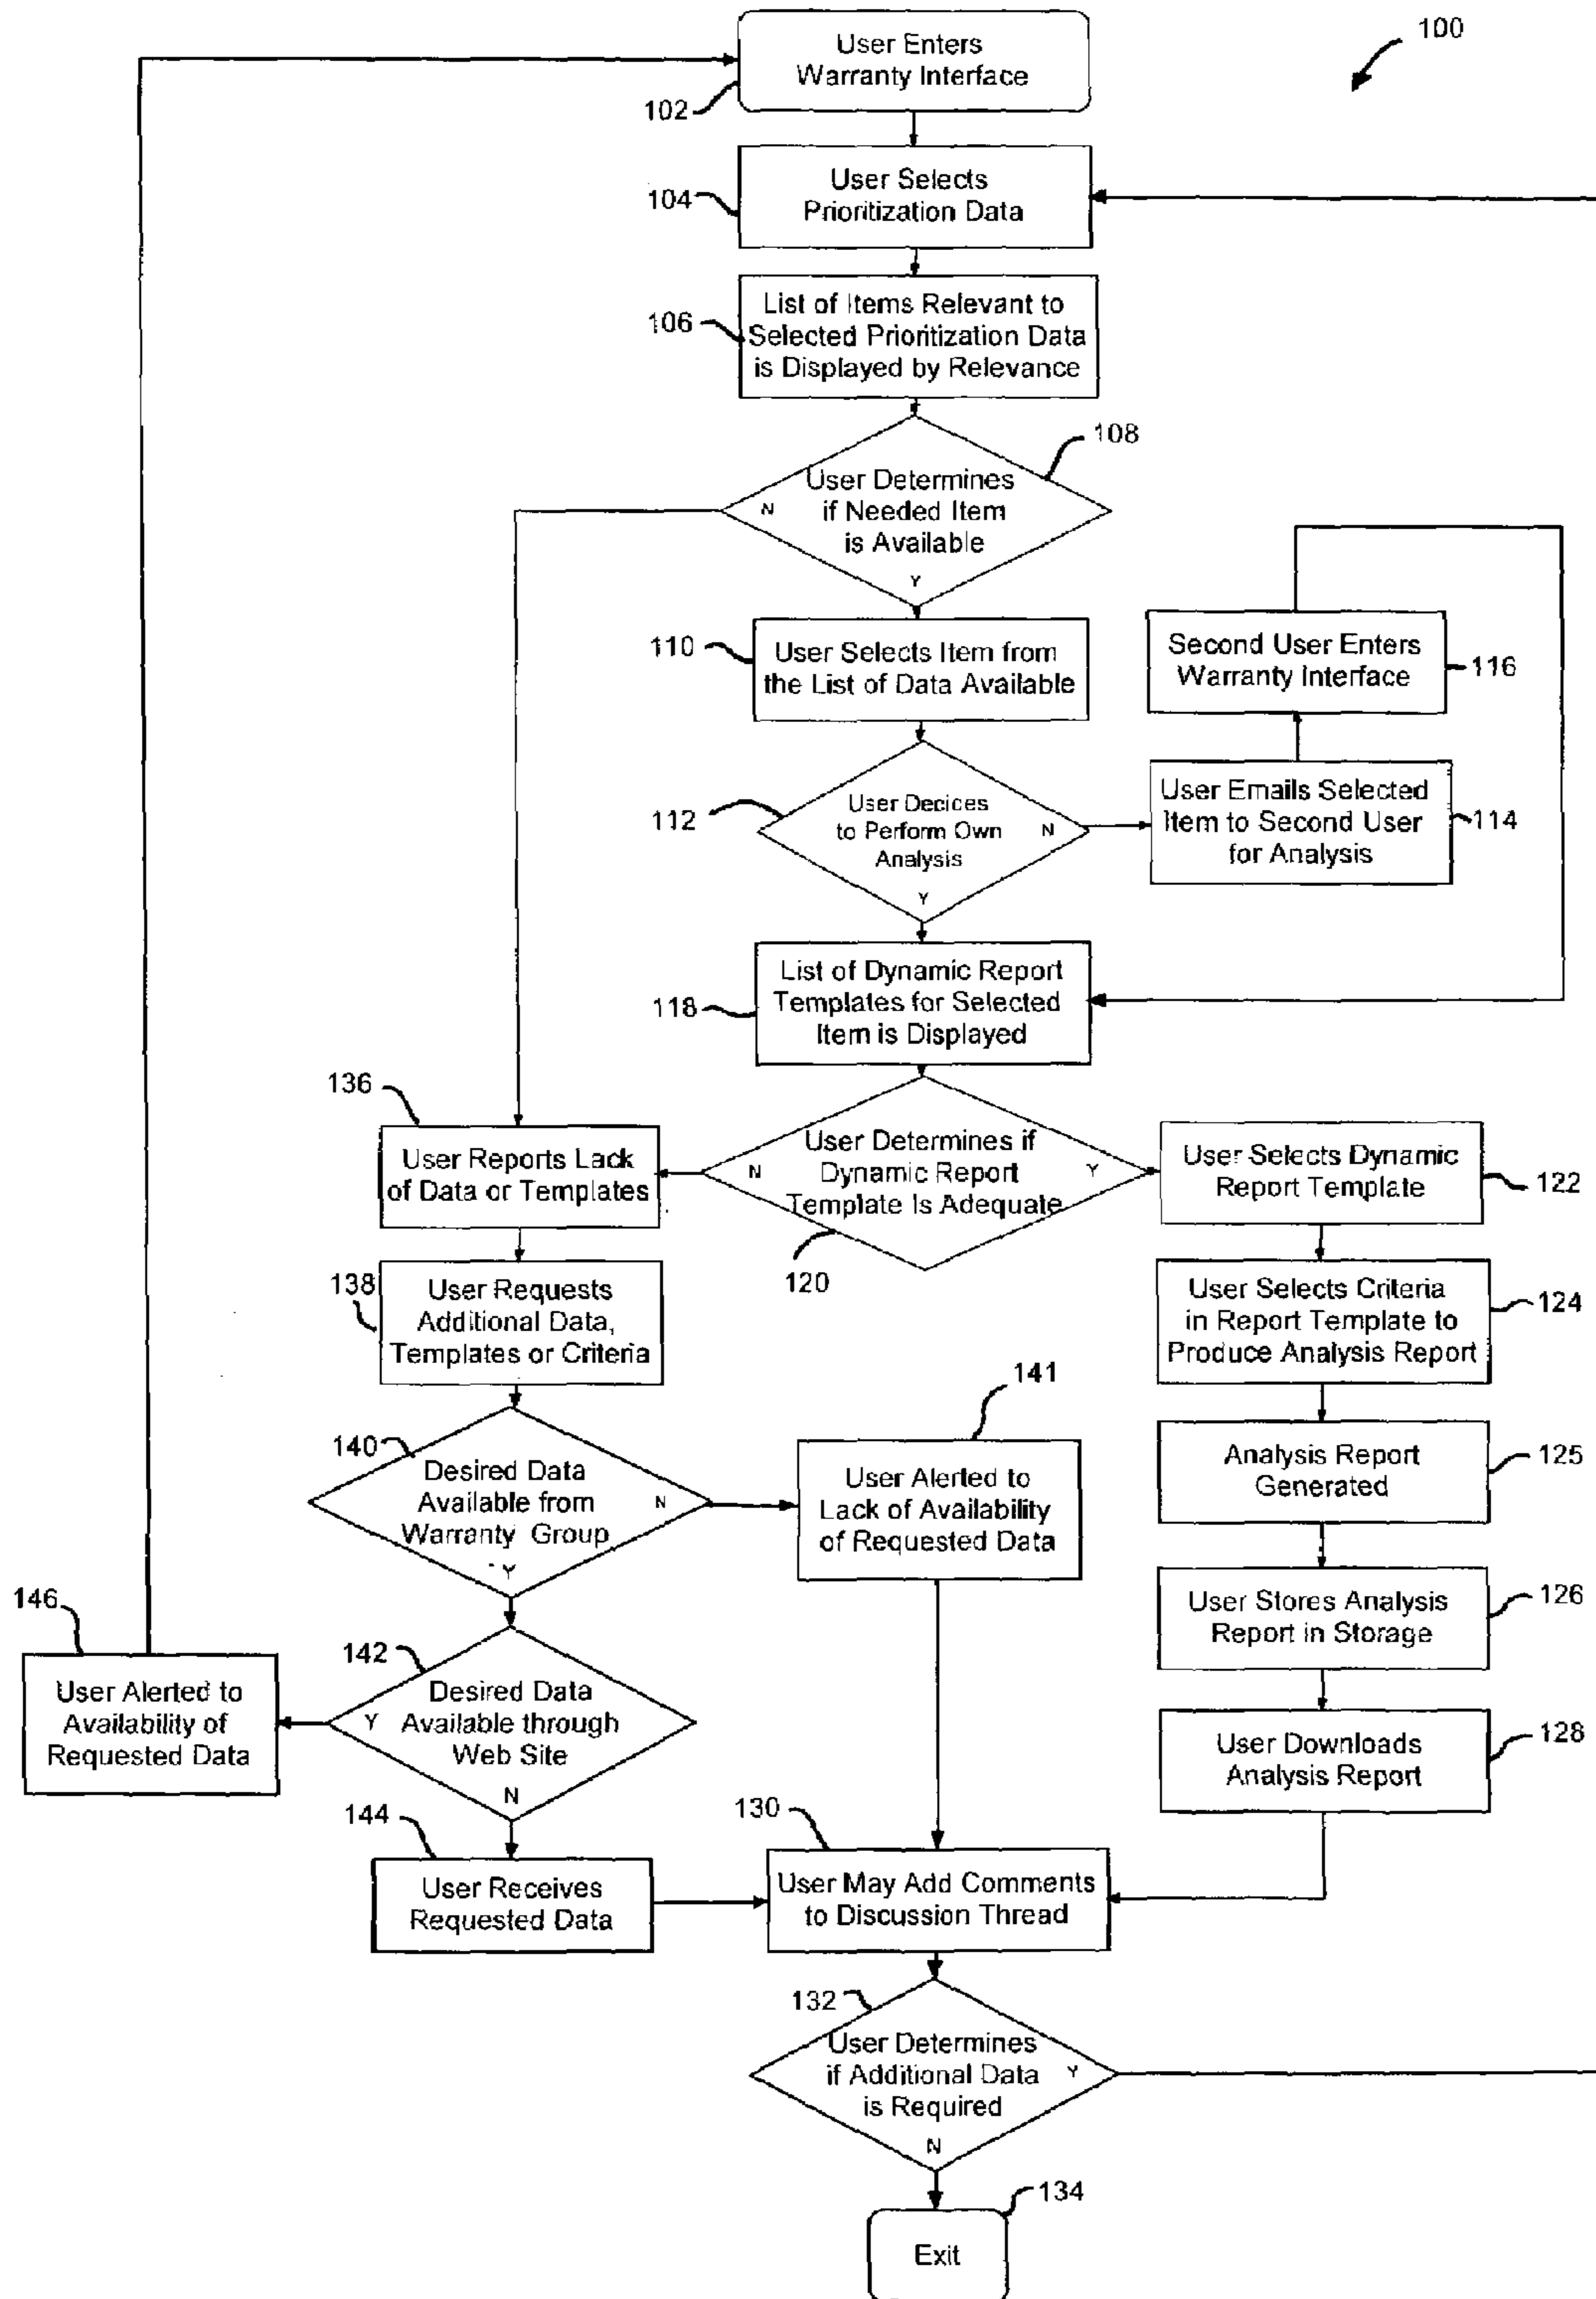 100
User Enters
Warranty Interface
102
User Selects
Prioritization Data
104
List of Items Relevant to
Selected Prioritization Data
is Displayed by Relevance
106
108
User Determines
if Needed Item
is Available
N
Y
110
User Selects Item from
the List of Data Available
Second User Enters
Warranty Interface
116
112
User Decices
to Perform Own
Analysis
N
Y
User Emails Selected
Item to Second User
for Analysis
114
List of Dynamic Report
Templates for Selected
Item is Displayed
118
136
User Reports Lack
of Data or Templates
User Determines if
Dynamic Report
Template Is Adequate
N
Y
120
User Selects Dynamic
Report Template
122
138
User Requests
Additional Data,
Templates or Criteria
User Selects Criteria
in Report Template to
Produce Analysis Report
124
140
Desired Data
Available from
Warranty Group
N
Y
141
User Alerted to
Lack of Availability
of Requested Data
Analysis Report
Generated
125
User Stores Analysis
Report in Storage
126
146
User Alerted to
Availability of
Requested Data
142
Desired Data
Available through
Web Site
Y
N
User Downloads
Analysis Report
128
144
User Receives
Requested Data
130
User May Add Comments
to Discussion Thread
132
User Determines
if Additional Data
is Required
Y
N
134
Exit